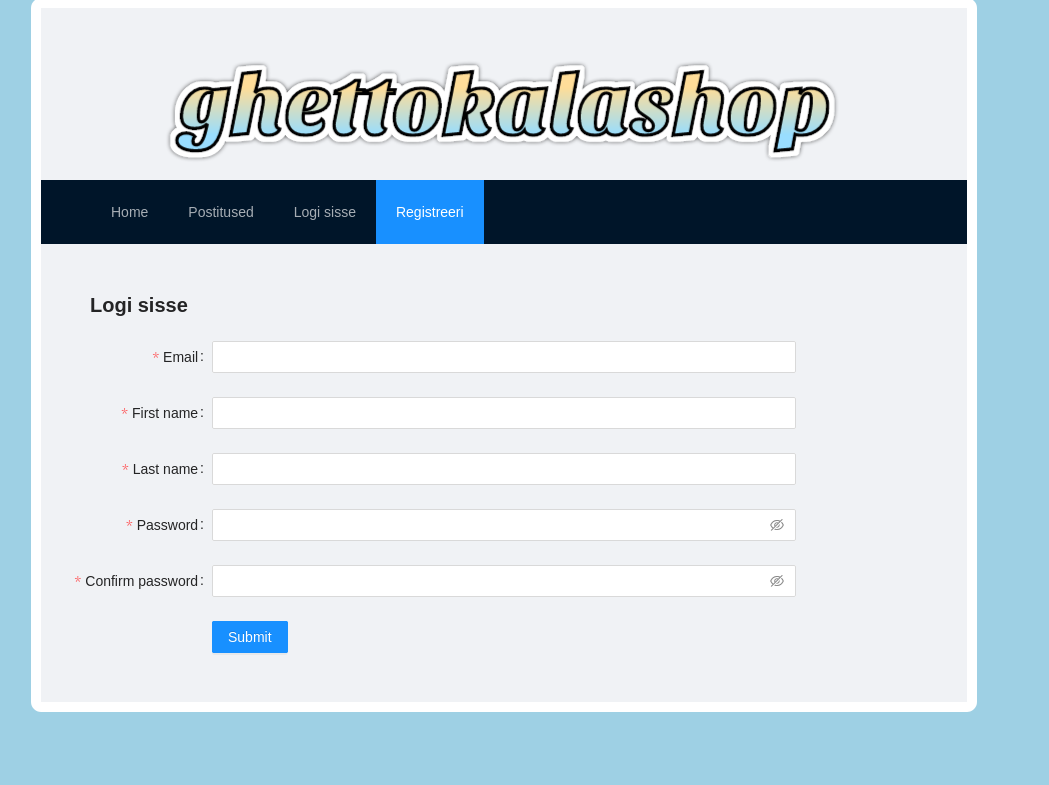 ghettokalashop
Home Postitused Logi sisse Registreeri
Logi sisse
* Email:
* First name:
* Last name:
* Password:
* Confirm password:
Submit